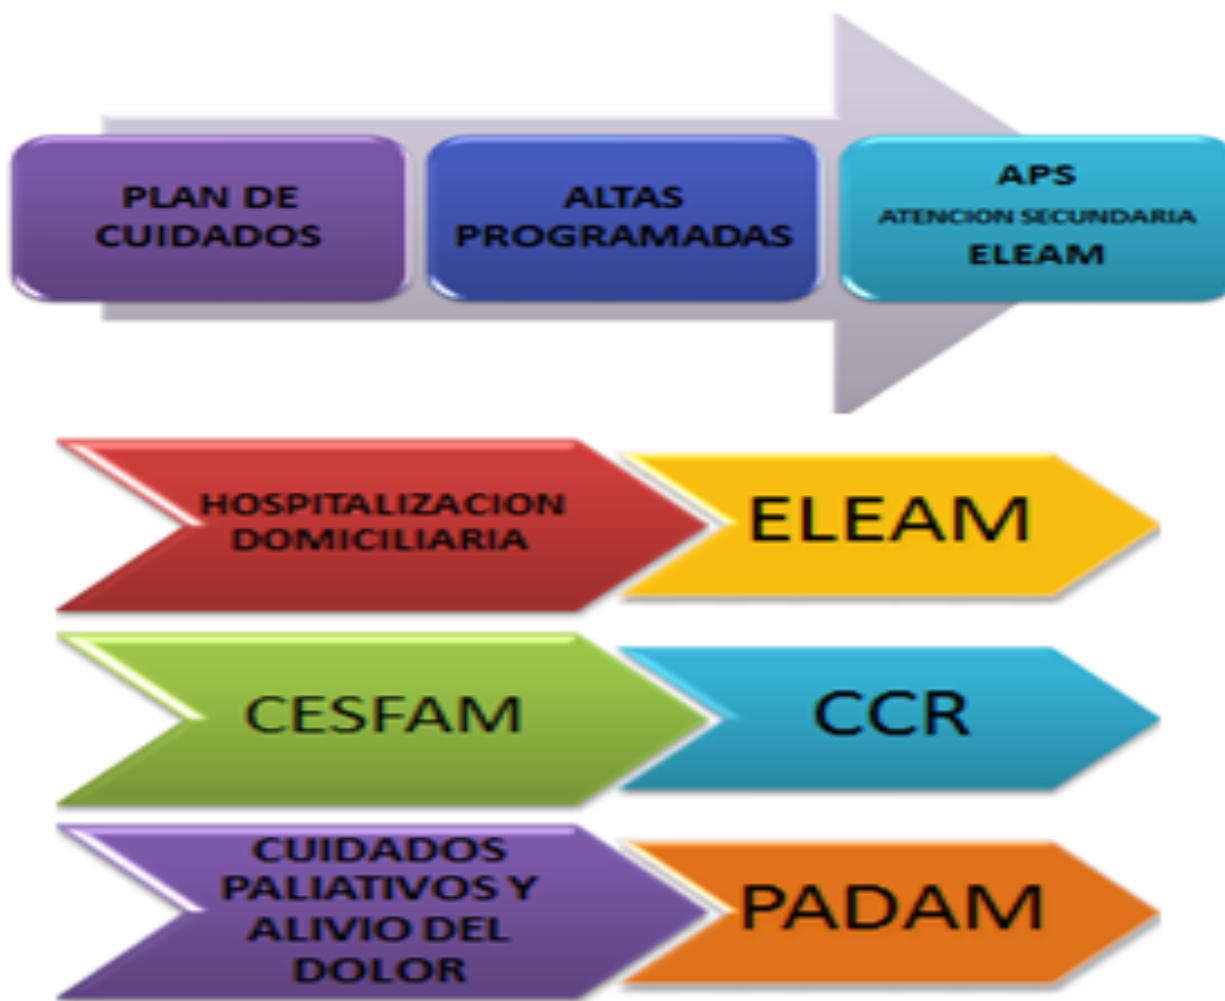 PLAN DE
CUIDADOS
ALTAS
PROGRAMADAS
APS
ATENCION SECUNDARIA
ELEAM
HOSPITALIZACION
DOMICILIARIA
ELEAM
CESFAM
CCR
CUIDADOS
PALIATIVOS Y
ALIVIO DEL
DOLOR
PADAM